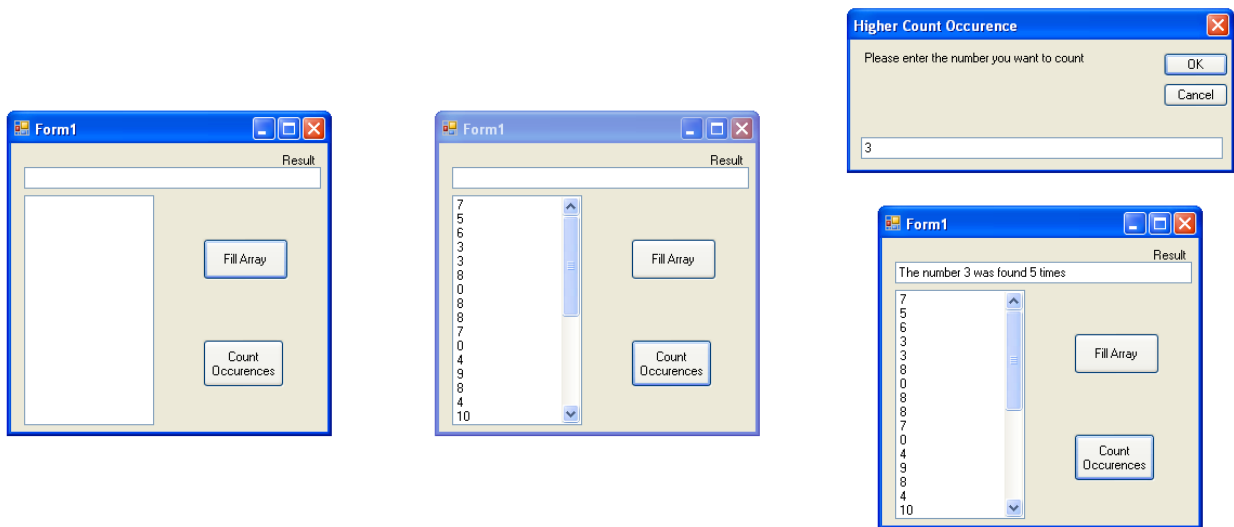 Form1
Result
Fill Array
Count
Occurences
Form1
Result
7
5
6
3
3
8
0
8
8
7
0
4
9
8
4
10
Fill Array
Count
Occurences
Higher Count Occurence
Please enter the number you want to count
OK
Cancel
3
Form1
Result
The number 3 was found 5 times
7
5
6
3
3
8
0
8
8
7
0
4
9
8
4
10
Fill Array
Count
Occurences